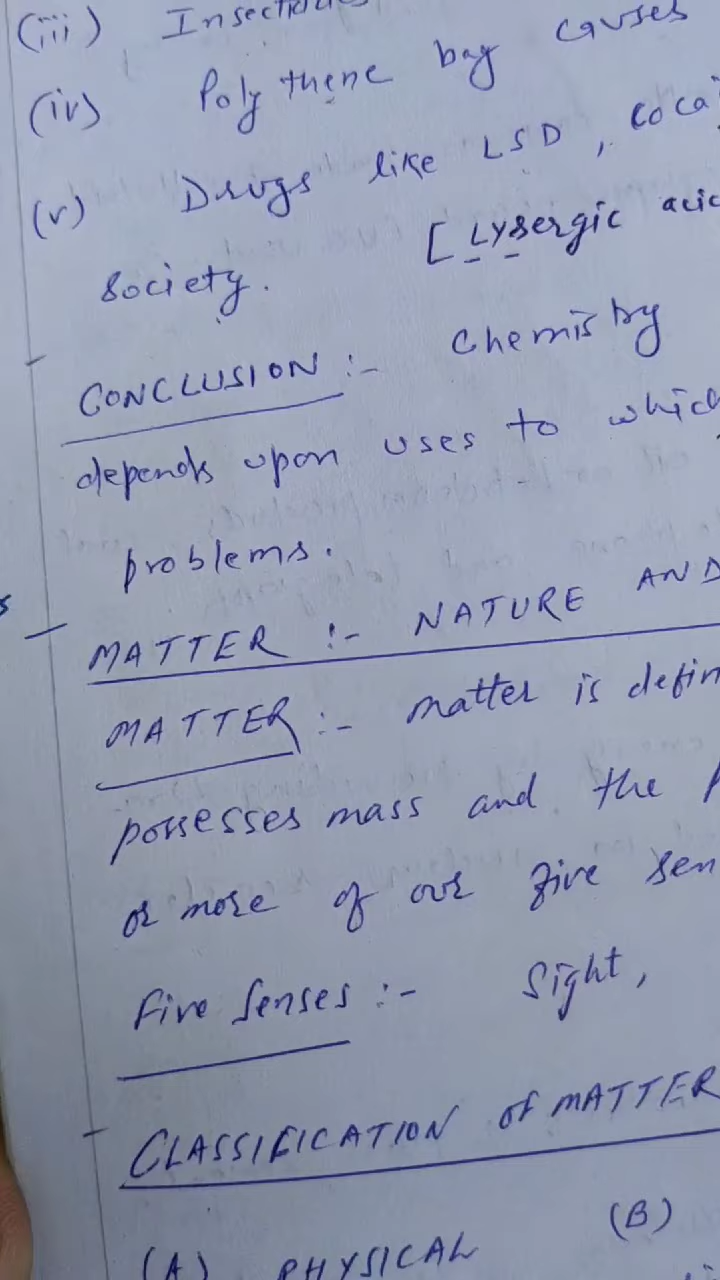 (iii) Insecticides
(iv) Polythene bag causes
(v) Drugs like LSD, coca
society. [Lysergic acid
CONCLUSION :- Chemistry
depends upon uses to which
problems.
MATTER :- NATURE AND
MATTER :- matter is defin
possesses mass and the p
or more of our five sen
Five Senses :- Sight,
CLASSIFICATION of MATTER
(A) PHYSICAL (B)